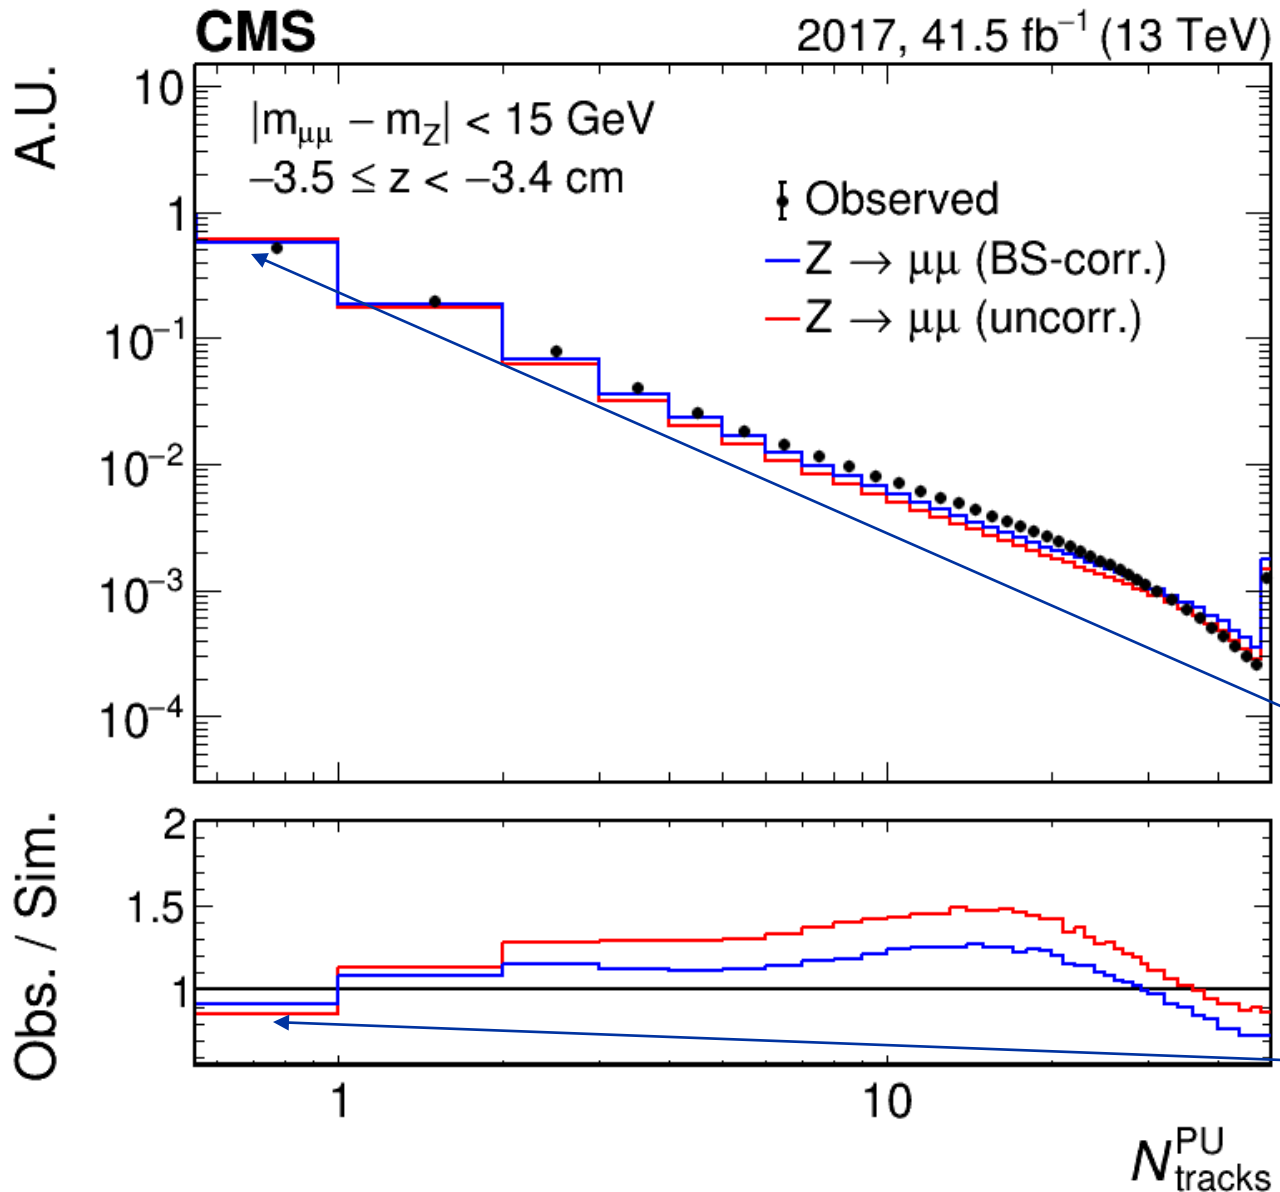 CMS
2017, 41.5 fb⁻¹ (13 TeV)
A.U.
|mμμ − mZ| < 15 GeV
−3.5 ≤ z < −3.4 cm
Observed
Z → μμ (BS-corr.)
Z → μμ (uncorr.)
10
1
10⁻¹
10⁻²
10⁻³
10⁻⁴
Obs. / Sim.
2
1.5
1
1 10
N^PU_tracks